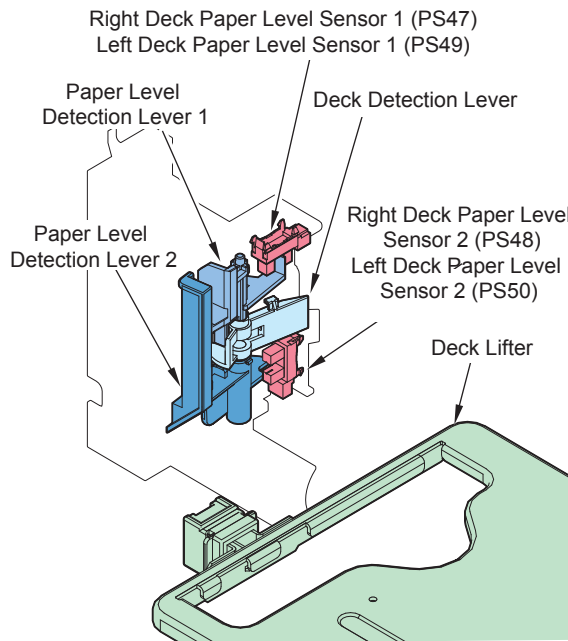 Right Deck Paper Level Sensor 1 (PS47)
Left Deck Paper Level Sensor 1 (PS49)
Paper Level
Detection Lever 1
Deck Detection Lever
Paper Level
Detection Lever 2
Right Deck Paper Level
Sensor 2 (PS48)
Left Deck Paper Level
Sensor 2 (PS50)
Deck Lifter